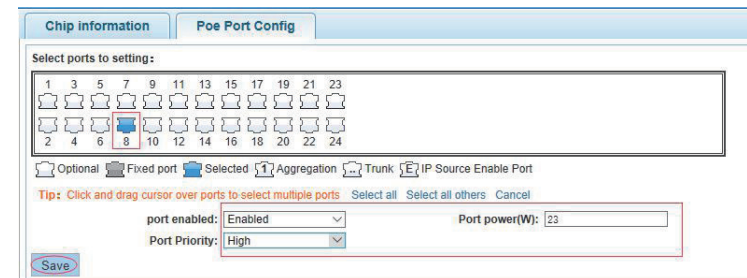 Chip information Poe Port Config
Select ports to setting:
1 3 5 7 9 11 13 15 17 19 21 23
2 4 6 8 10 12 14 16 18 20 22 24
Optional Fixed port Selected 1 Aggregation ... Trunk E IP Source Enable Port
Tip: Click and drag cursor over ports to select multiple ports Select all Select all others Cancel
port enabled: Enabled Port power(W): 23
Port Priority: High
Save